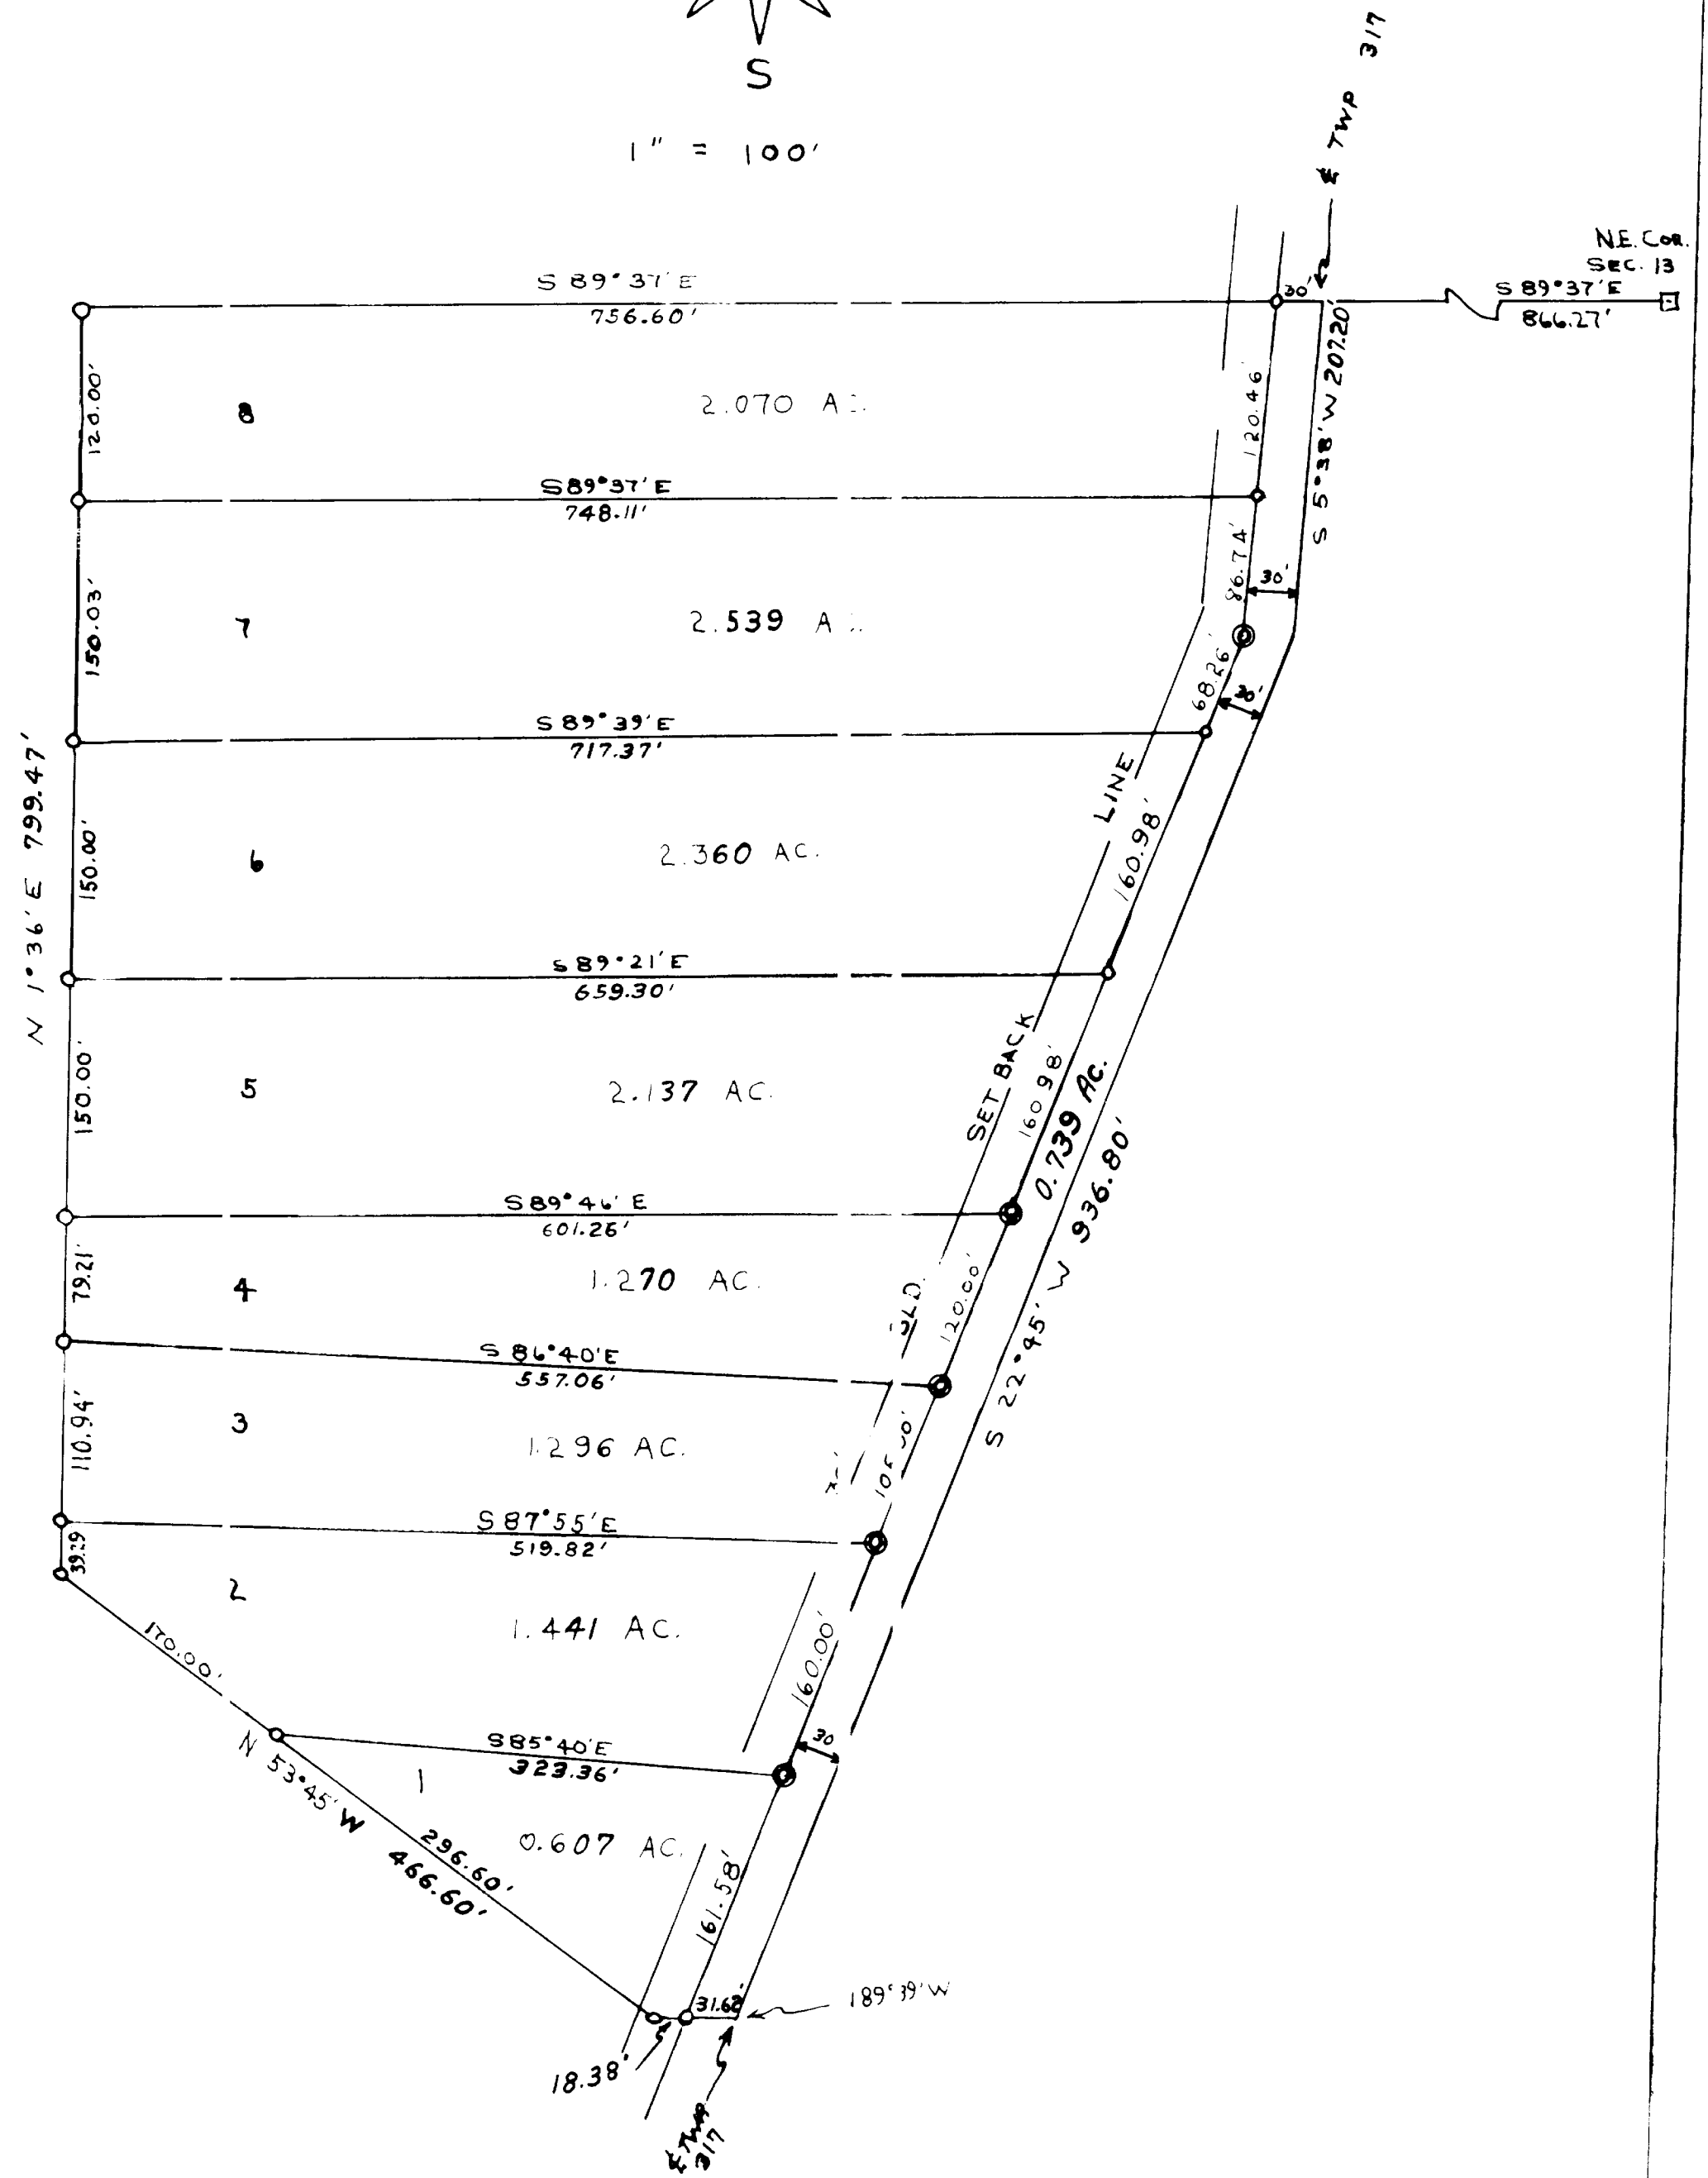 S
1" = 100'
℄ TWP 317
N.E. COR.
SEC. 13
S 89°37'E
866.27'
S 89°37'E
756.60'
30'
120.00'
8
2.070 A
120.46'
S 5°38'W 207.20'
S 89°37'E
748.11'
150.03'
7
2.539 A
86.74'
30'
68.26'
30'
S 89°39'E
717.37'
N 1°36'E 799.47'
150.00'
6
2.360 AC.
LINE
160.98'
S 89°21'E
659.30'
150.00'
5
2.137 AC.
SET BACK
160.98'
0.739 AC.
S 22°45' W 936.80'
S 89°46' E
601.26'
79.21'
4
1.270 AC.
120.00'
S 86°40'E
557.06'
110.94'
3
1.296 AC.
S 87°55'E
519.82'
39.29
2
1.441 AC.
160.00'
170.00'
30
S 85°40'E
323.36'
1
N 53°45' W 466.60'
296.60'
0.607 AC.
161.58'
31.62'
189°39'W
18.38'
℄ TWP
317